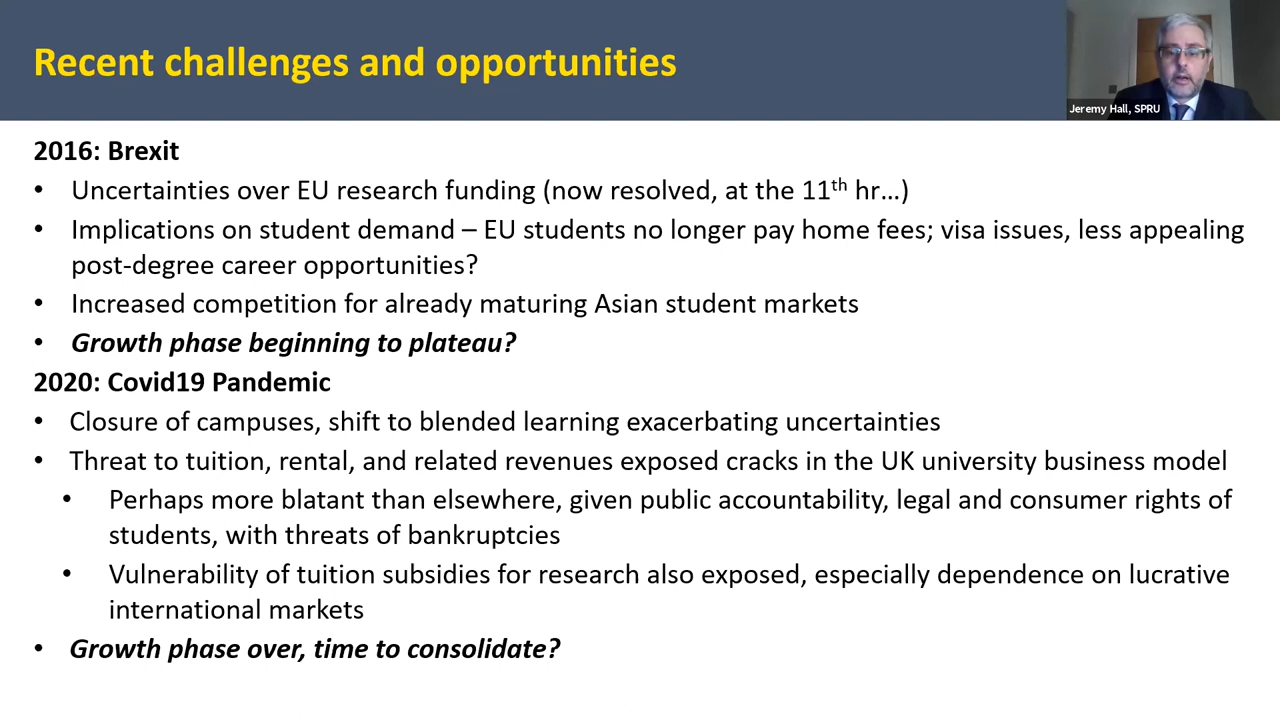 Recent challenges and opportunities
Jeremy Hall, SPRU
2016: Brexit
• Uncertainties over EU research funding (now resolved, at the 11th hr…)
• Implications on student demand – EU students no longer pay home fees; visa issues, less appealing
post-degree career opportunities?
• Increased competition for already maturing Asian student markets
• Growth phase beginning to plateau?
2020: Covid19 Pandemic
• Closure of campuses, shift to blended learning exacerbating uncertainties
• Threat to tuition, rental, and related revenues exposed cracks in the UK university business model
• Perhaps more blatant than elsewhere, given public accountability, legal and consumer rights of
students, with threats of bankruptcies
• Vulnerability of tuition subsidies for research also exposed, especially dependence on lucrative
international markets
• Growth phase over, time to consolidate?